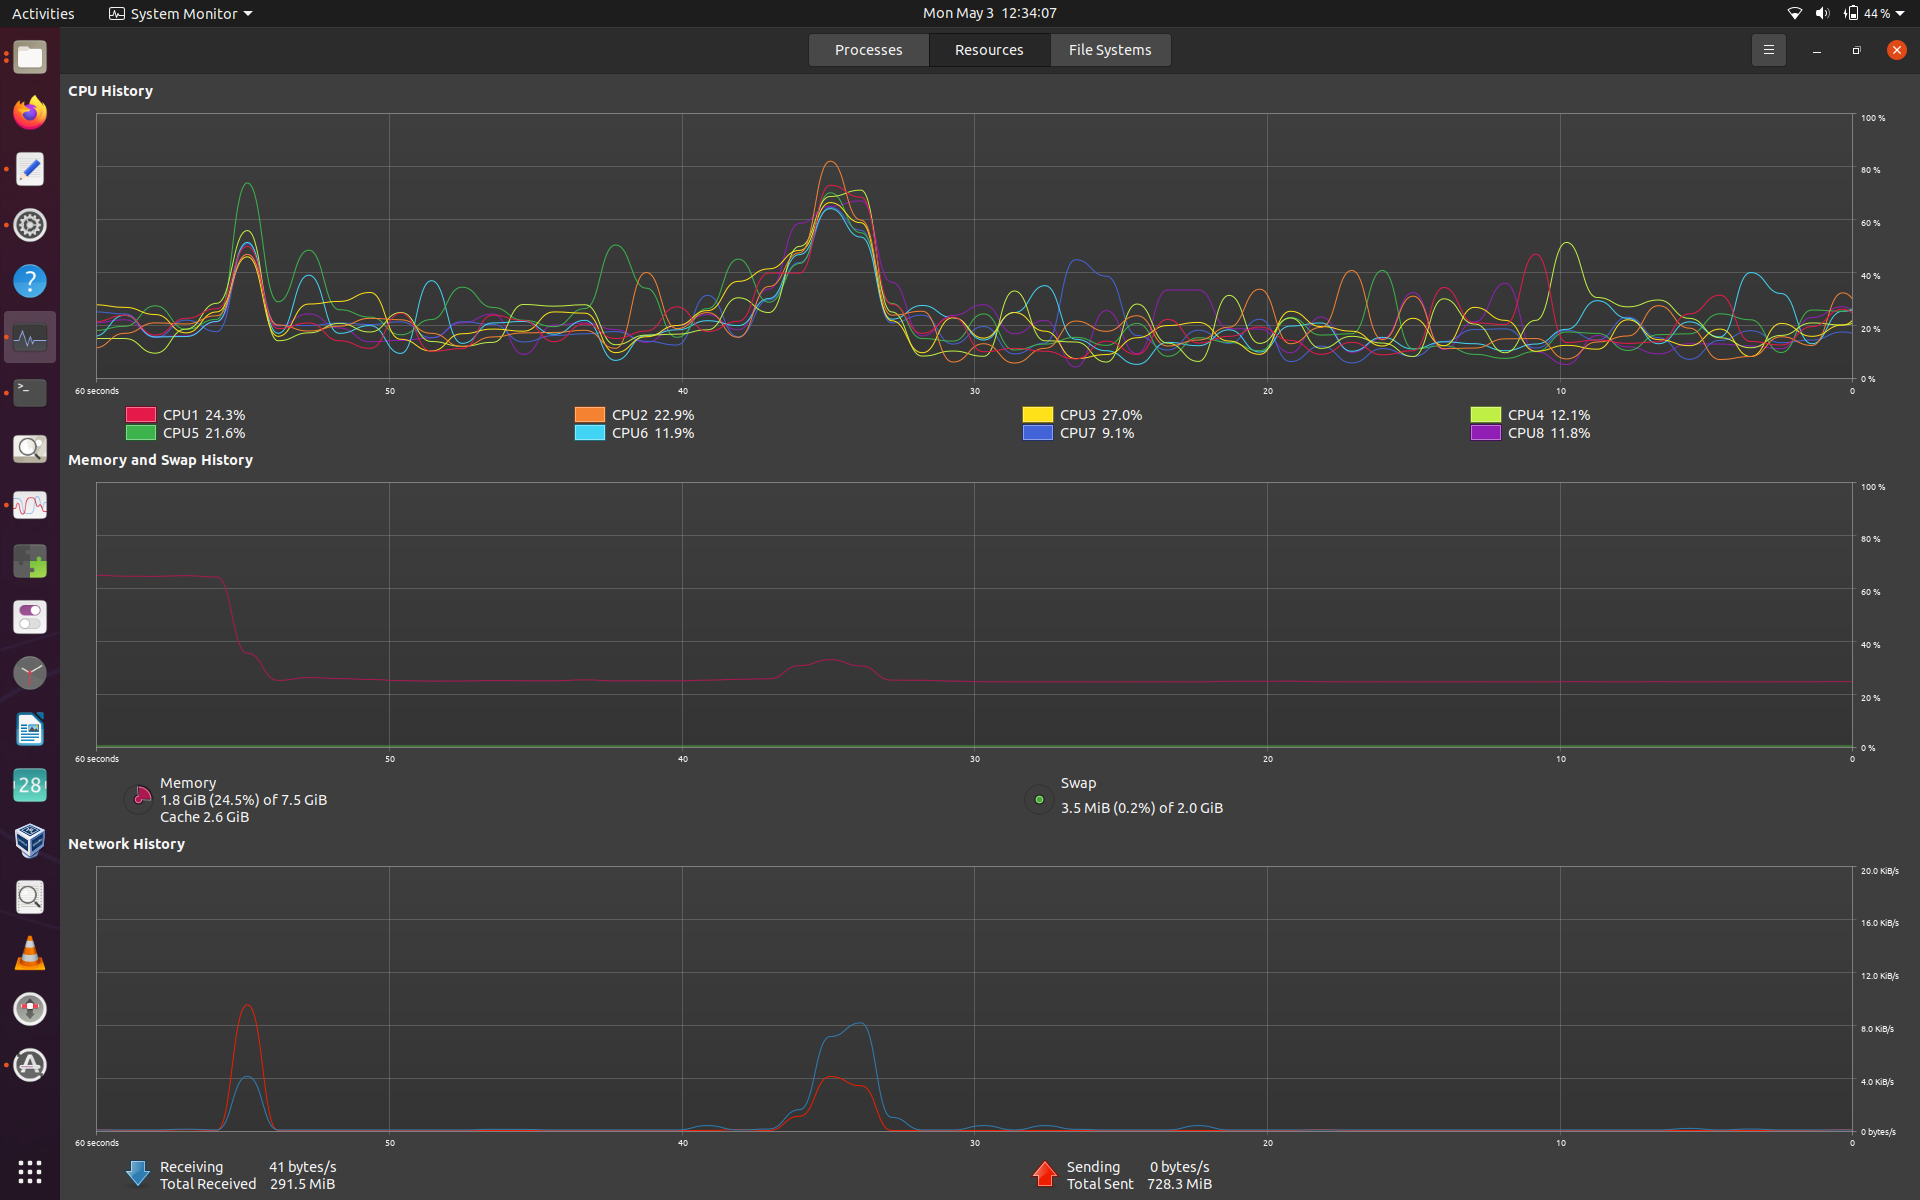 Activities System Monitor Mon May 3 12:34:07 44 %
Processes Resources File Systems
CPU History
100 %
80 %
60 %
40 %
20 %
0 %
60 seconds 50 40 30 20 10 0
CPU1 24.3% CPU2 22.9% CPU3 27.0% CPU4 12.1%
CPU5 21.6% CPU6 11.9% CPU7 9.1% CPU8 11.8%
Memory and Swap History
100 %
80 %
60 %
40 %
20 %
0 %
60 seconds 50 40 30 20 10 0
Memory Swap
1.8 GiB (24.5%) of 7.5 GiB 3.5 MiB (0.2%) of 2.0 GiB
Cache 2.6 GiB
Network History
20.0 KiB/s
16.0 KiB/s
12.0 KiB/s
8.0 KiB/s
4.0 KiB/s
0 bytes/s
60 seconds 50 40 30 20 10 0
Receiving 41 bytes/s Sending 0 bytes/s
Total Received 291.5 MiB Total Sent 728.3 MiB
?
>_
28